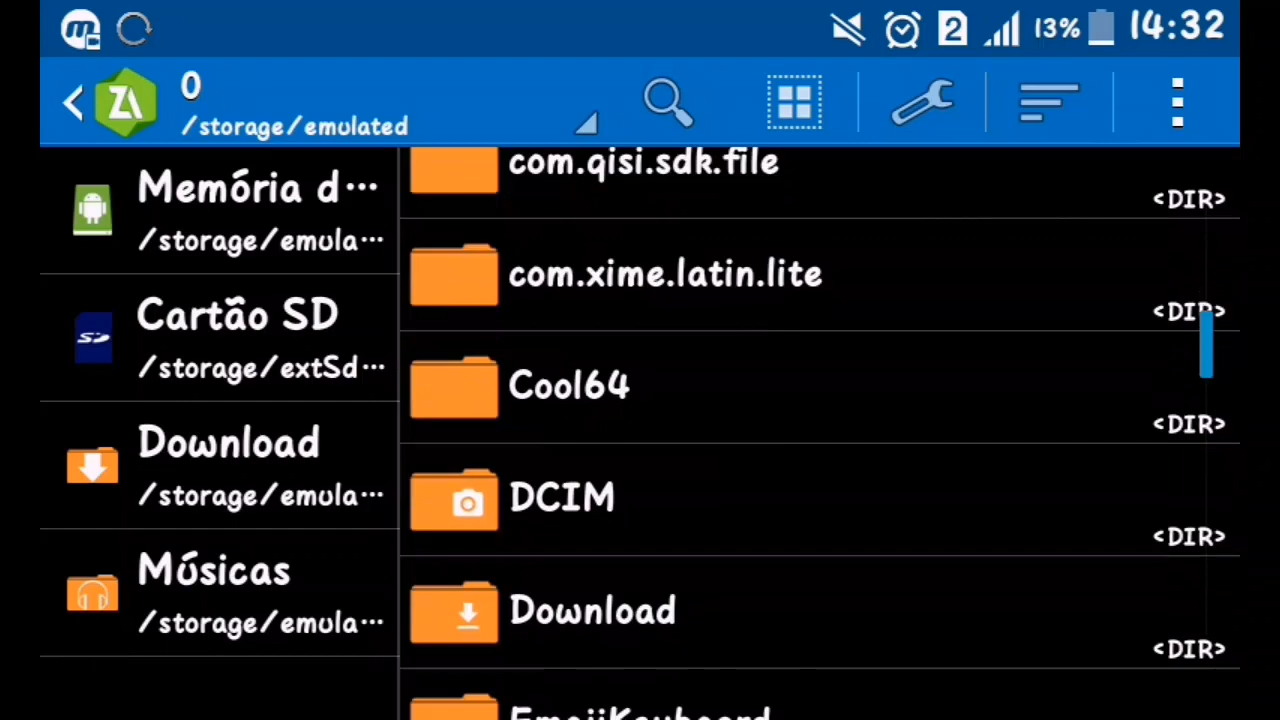 2 13% 14:32
ZA 0
/storage/emulated
Memória d...
/storage/emula...
Cartão SD
/storage/extSd...
Download
/storage/emula...
Músicas
/storage/emula...
com.qisi.sdk.file
<DIR>
com.xime.latin.lite
<DIR>
Cool64
<DIR>
DCIM
<DIR>
Download
<DIR>
EmojiKeyboard